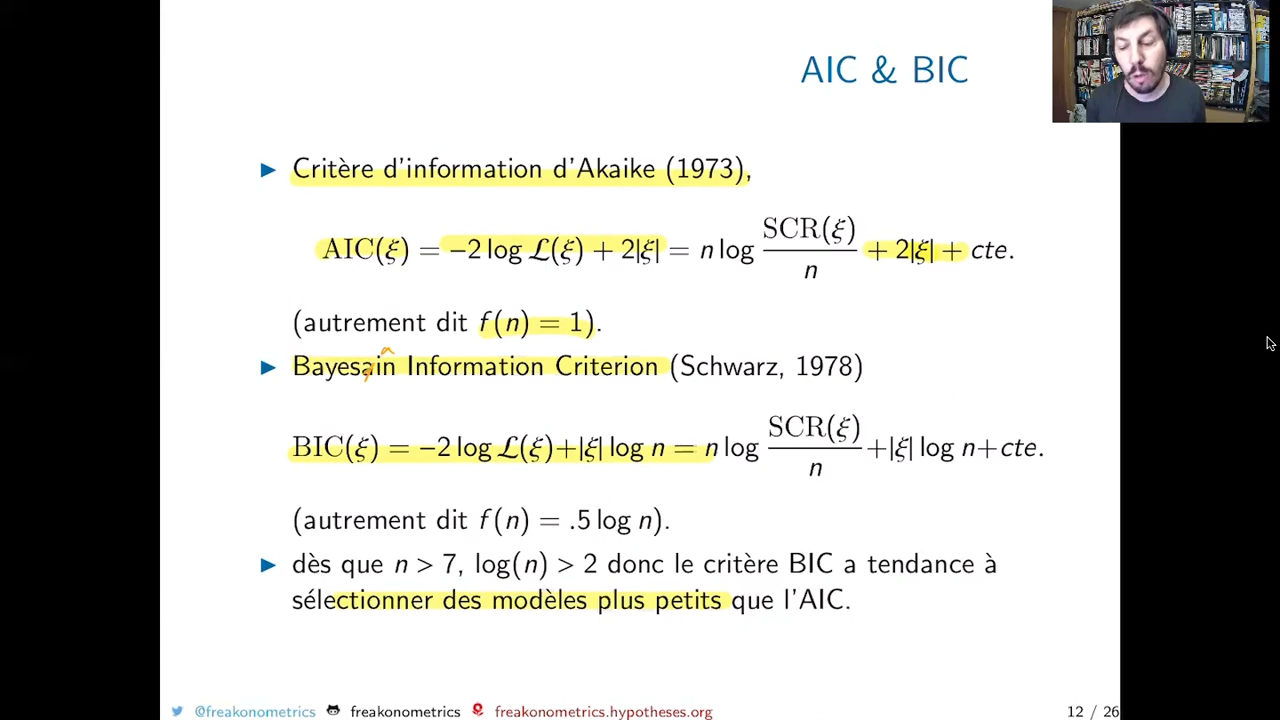 AIC & BIC
Critère d'information d'Akaike (1973),
AIC(ξ) = −2 log ℒ(ξ) + 2|ξ| = n log SCR(ξ)/n + 2|ξ| + cte.
(autrement dit f(n) = 1).
Bayesain Information Criterion (Schwarz, 1978)
BIC(ξ) = −2 log ℒ(ξ)+|ξ| log n = n log SCR(ξ)/n +|ξ| log n+cte.
(autrement dit f(n) = .5 log n).
dès que n > 7, log(n) > 2 donc le critère BIC a tendance à
sélectionner des modèles plus petits que l'AIC.
@freakonometrics freakonometrics freakonometrics.hypotheses.org 12 / 26